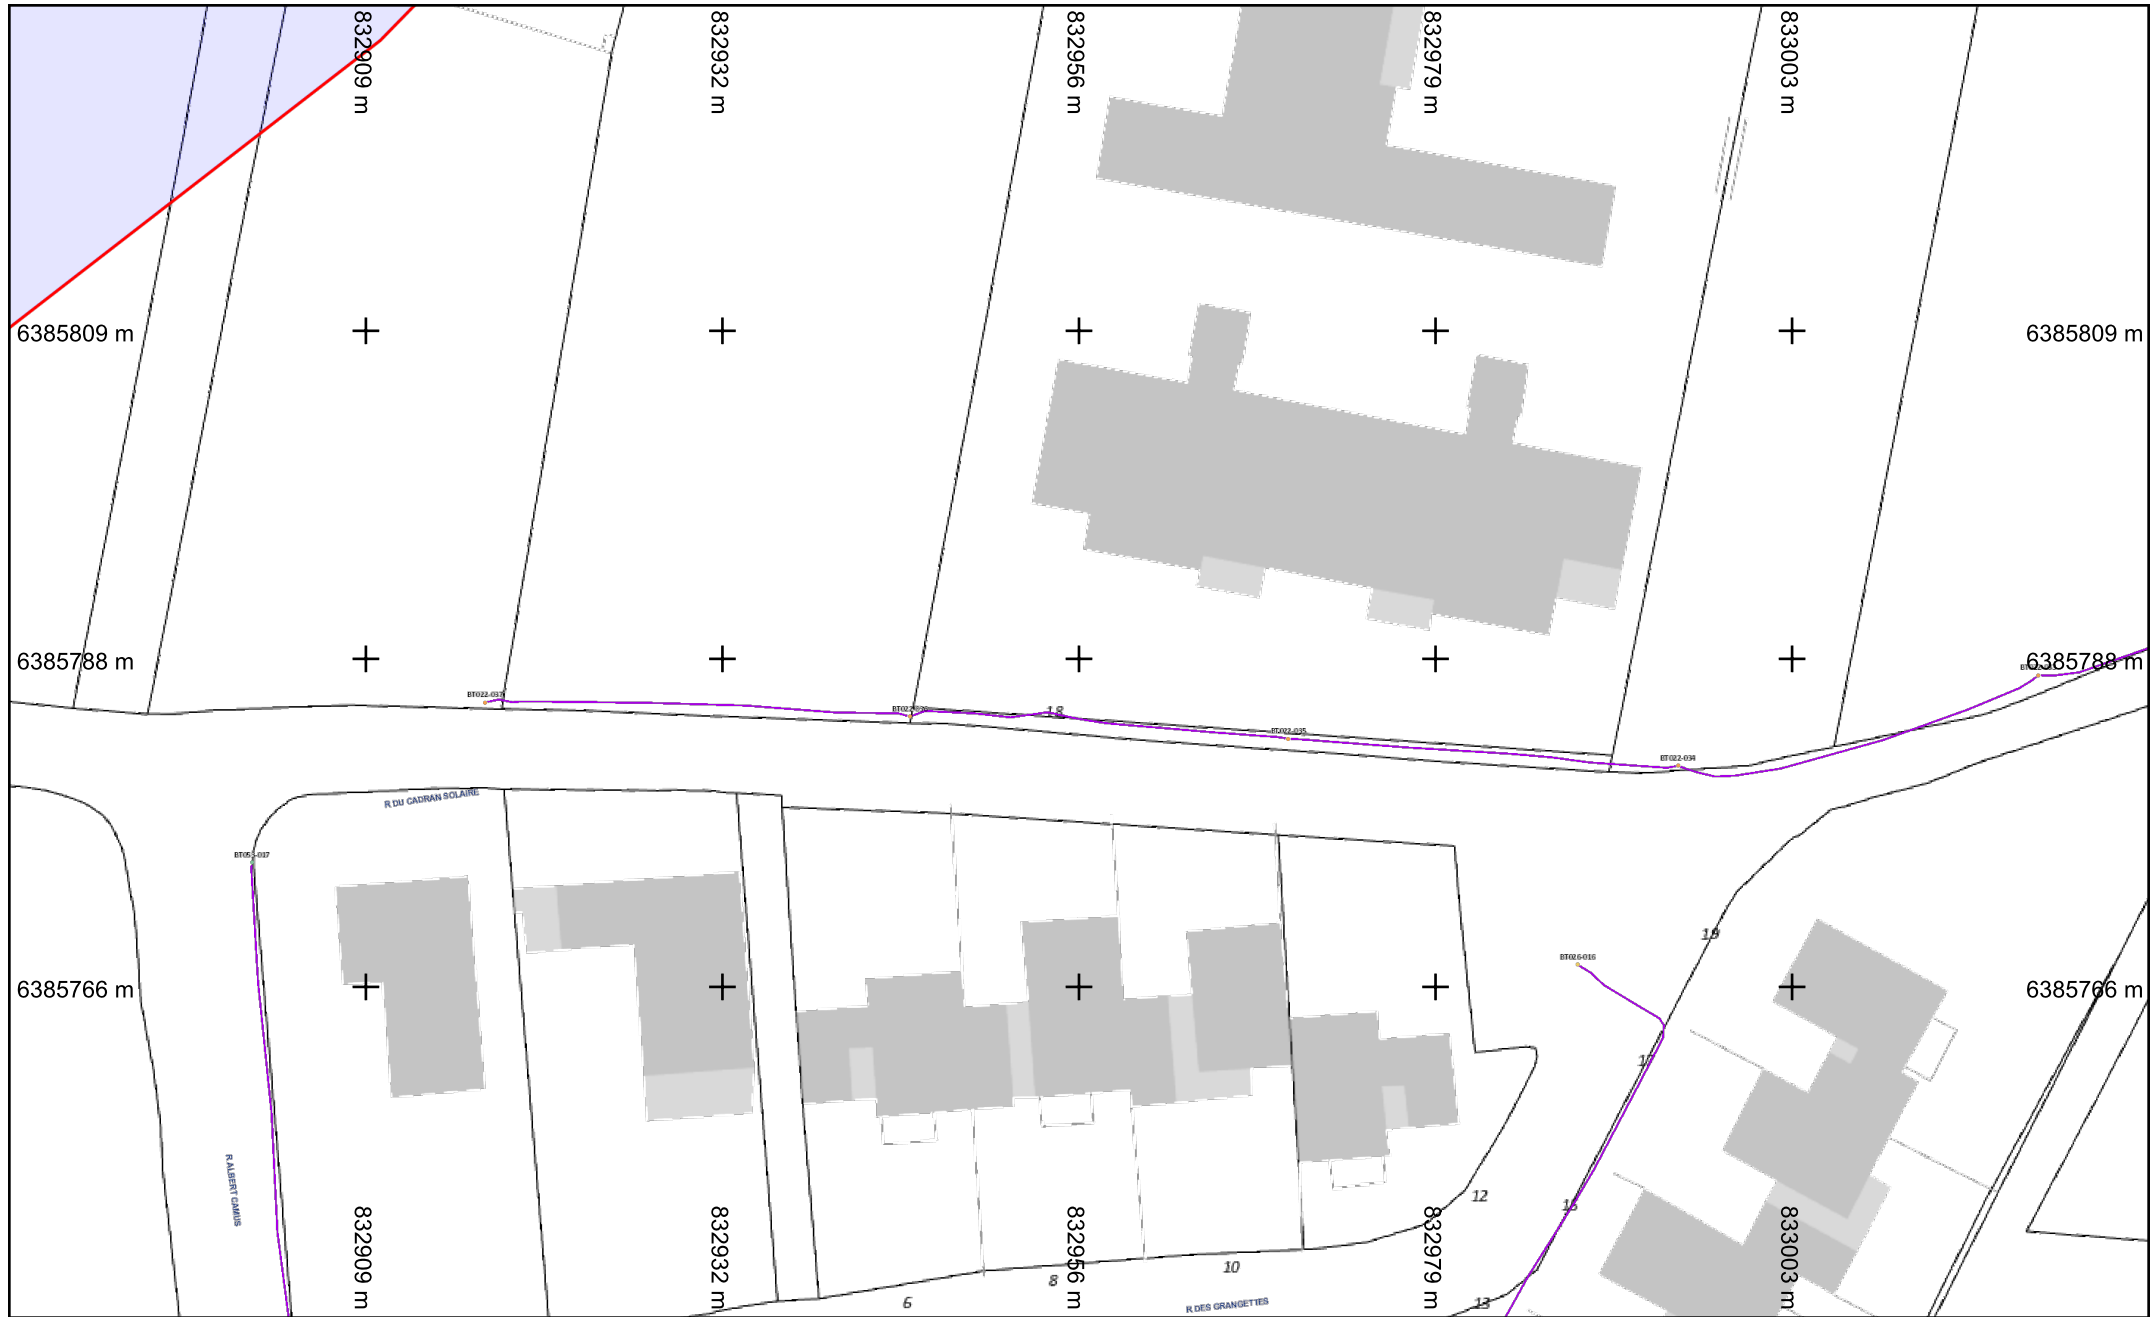 832909 m
832932 m
832956 m
832979 m
833003 m
6385809 m
6385809 m
6385788 m
6385788 m
BT022-037
18
BT022-035
BT022-034
R DU CADRAN SOLAIRE
BT053-017
19
BT026-016
6385766 m
6385766 m
17
R ALBERT CAMUS
12
15
832909 m
832932 m
832956 m
832979 m
833003 m
10
8
6
R DES GRANGETTES
13